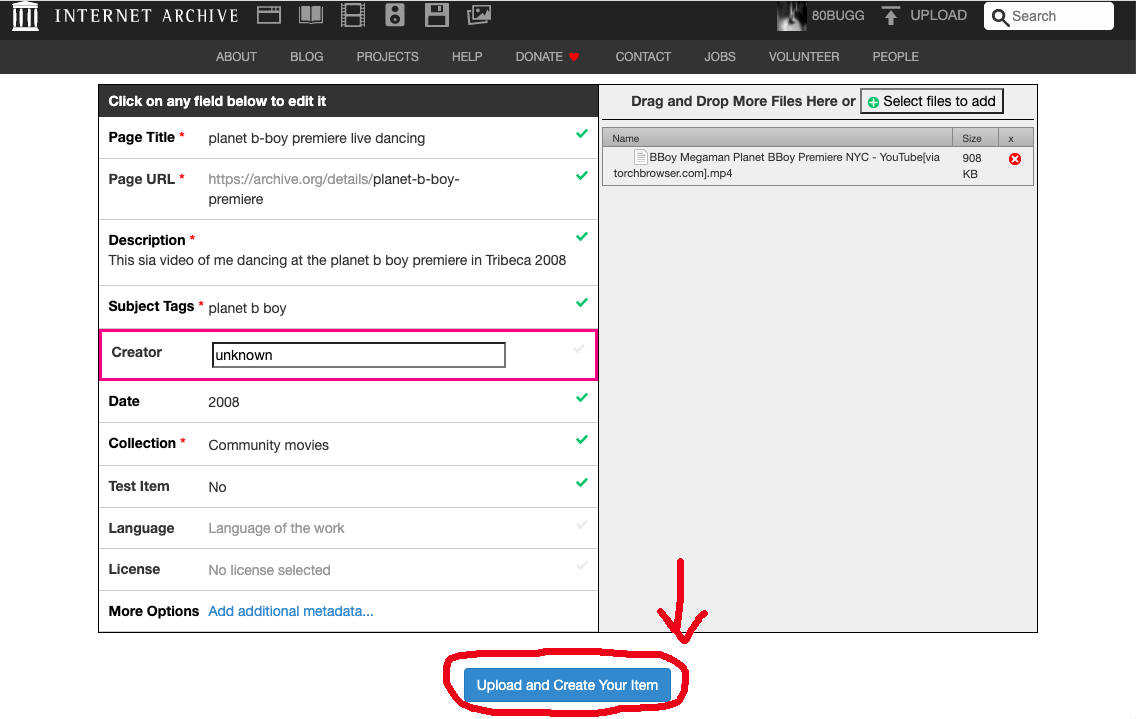 INTERNET ARCHIVE
80BUGG
UPLOAD
Search
ABOUT
BLOG
PROJECTS
HELP
DONATE
CONTACT
JOBS
VOLUNTEER
PEOPLE
Click on any field below to edit it
Page Title * planet b-boy premiere live dancing
Page URL * https://archive.org/details/planet-b-boy-
premiere
Description *
This sia video of me dancing at the planet b boy premiere in Tribeca 2008
Subject Tags * planet b boy
Creator unknown
Date 2008
Collection * Community movies
Test Item No
Language Language of the work
License No license selected
More Options Add additional metadata...
Drag and Drop More Files Here or Select files to add
Name Size x
BBoy Megaman Planet BBoy Premiere NYC - YouTube[via 908
torchbrowser.com].mp4 KB
Upload and Create Your Item